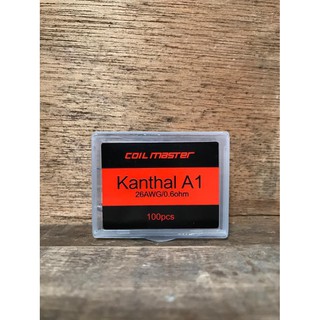 COIL MASTER
Kanthal A1
26AWG/0.6ohm
100pcs